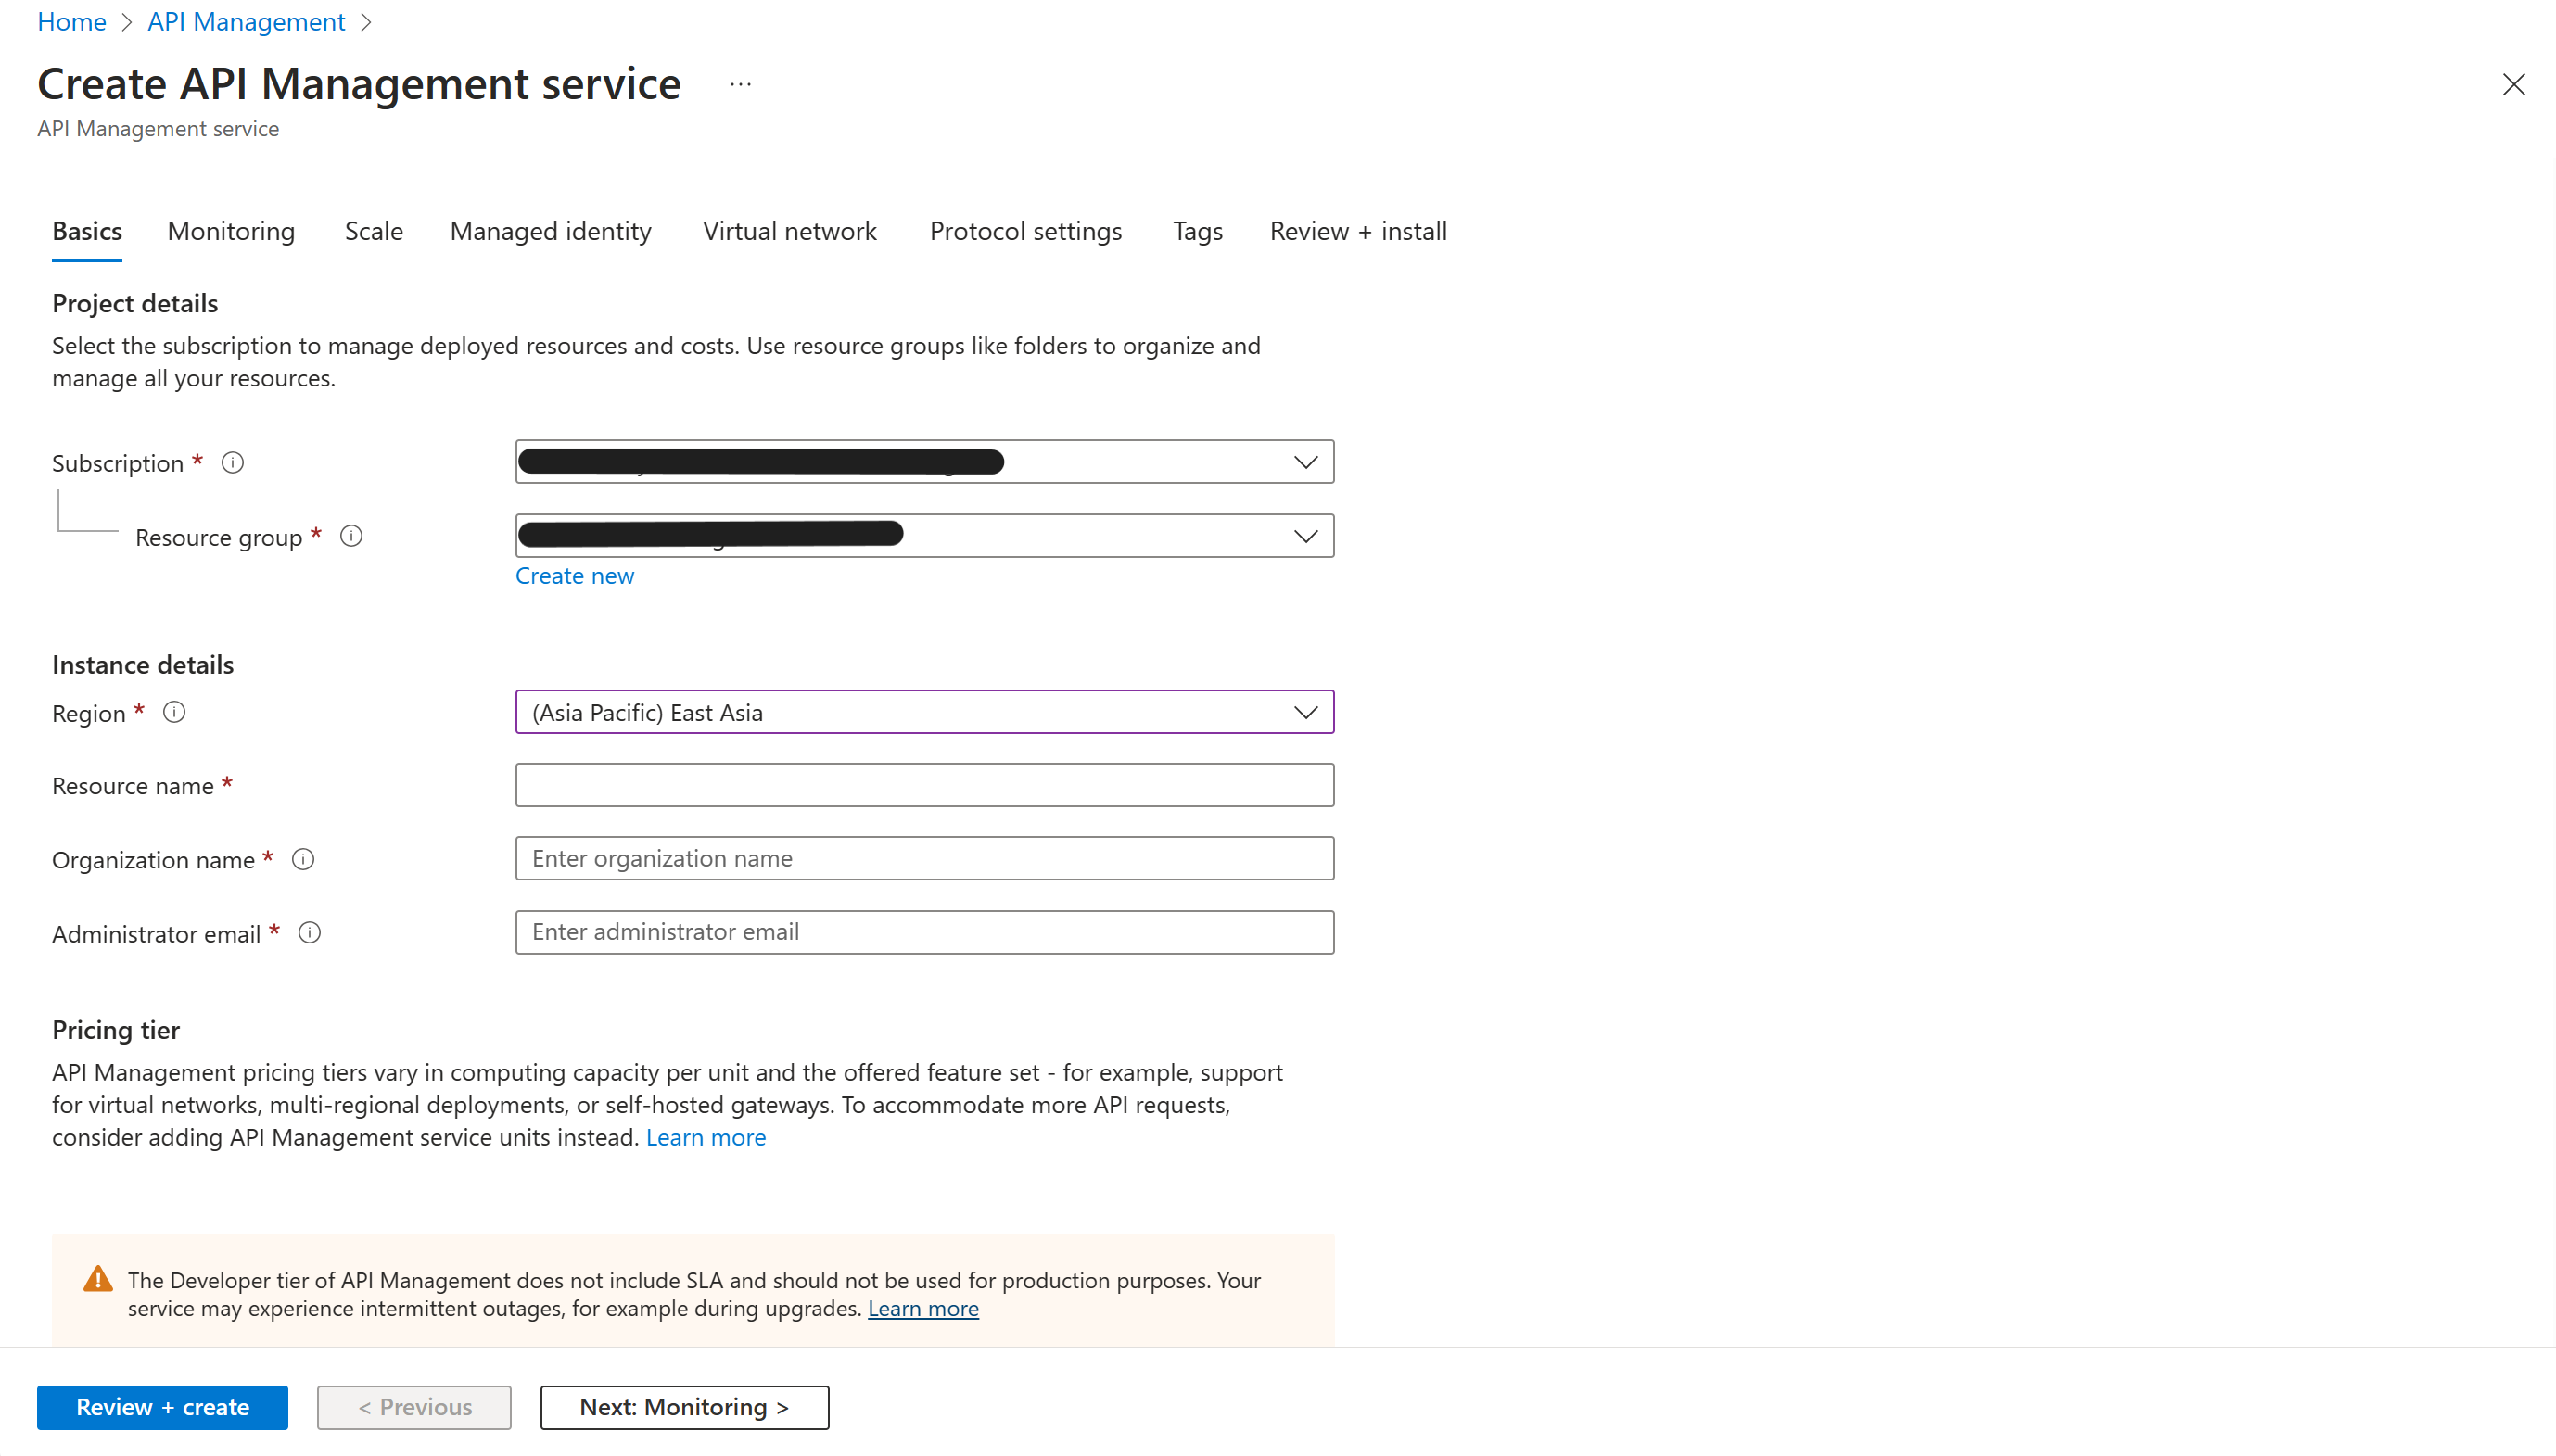 Home > API Management >
Create API Management service ...
API Management service
Basics Monitoring Scale Managed identity Virtual network Protocol settings Tags Review + install
Project details
Select the subscription to manage deployed resources and costs. Use resource groups like folders to organize and
manage all your resources.
Subscription *
Resource group *
Create new
Instance details
Region * (Asia Pacific) East Asia
Resource name *
Organization name * Enter organization name
Administrator email * Enter administrator email
Pricing tier
API Management pricing tiers vary in computing capacity per unit and the offered feature set - for example, support
for virtual networks, multi-regional deployments, or self-hosted gateways. To accommodate more API requests,
consider adding API Management service units instead. Learn more
The Developer tier of API Management does not include SLA and should not be used for production purposes. Your
service may experience intermittent outages, for example during upgrades. Learn more
Review + create < Previous Next: Monitoring >